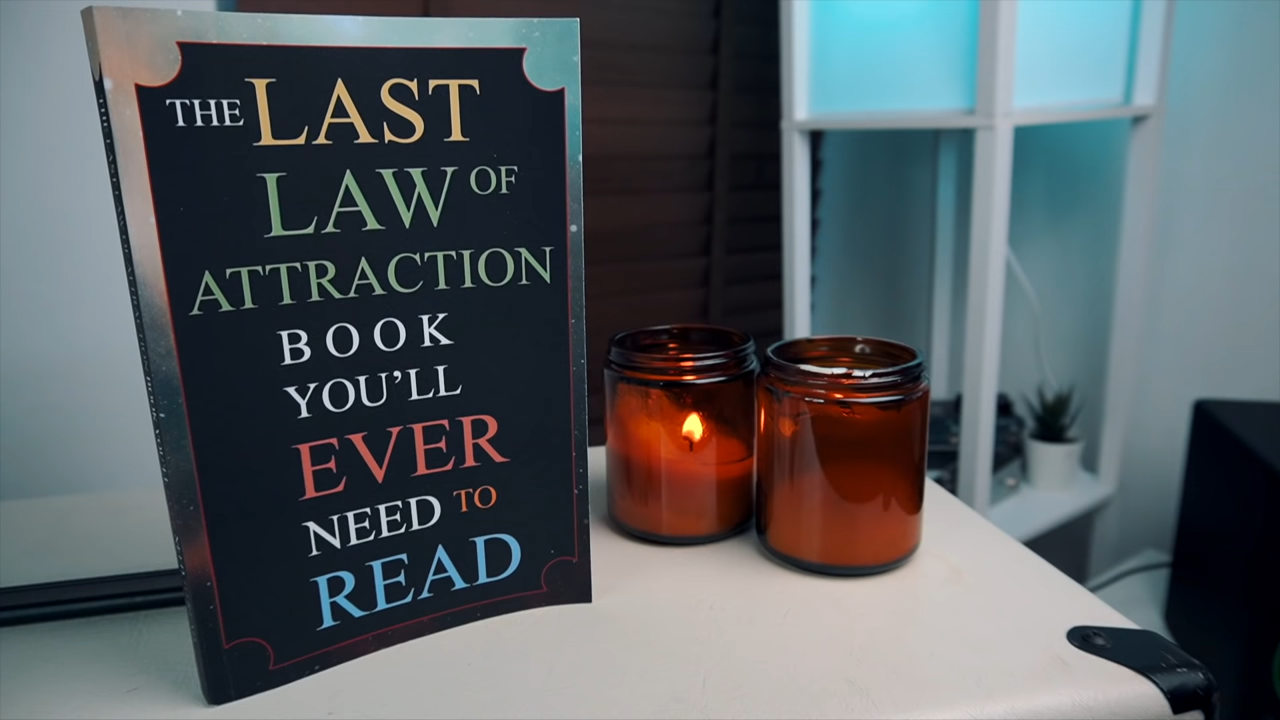 THE LAST
LAW OF
ATTRACTION
BOOK
YOU'LL
EVER
NEED TO
READ